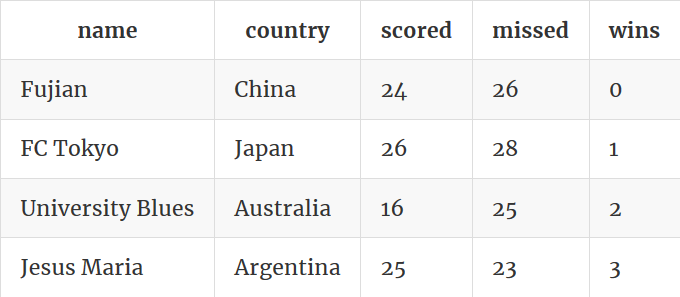 name country scored missed wins
Fujian China 24 26 0
FC Tokyo Japan 26 28 1
University Blues Australia 16 25 2
Jesus Maria Argentina 25 23 3